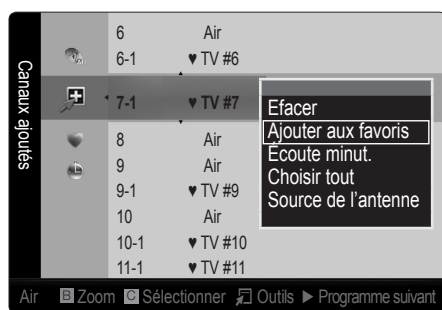 Canaux ajoutés
6 Air
6-1 ♥ TV #6
7-1 ♥ TV #7
8 Air
9 Air
9-1 ♥ TV #9
10 Air
10-1 ♥ TV #10
11-1 ♥ TV #11
Efacer
Ajouter aux favoris
Écoute minut.
Choisir tout
Source de l'antenne
Air B Zoom C Sélectionner Outils ► Programme suivant